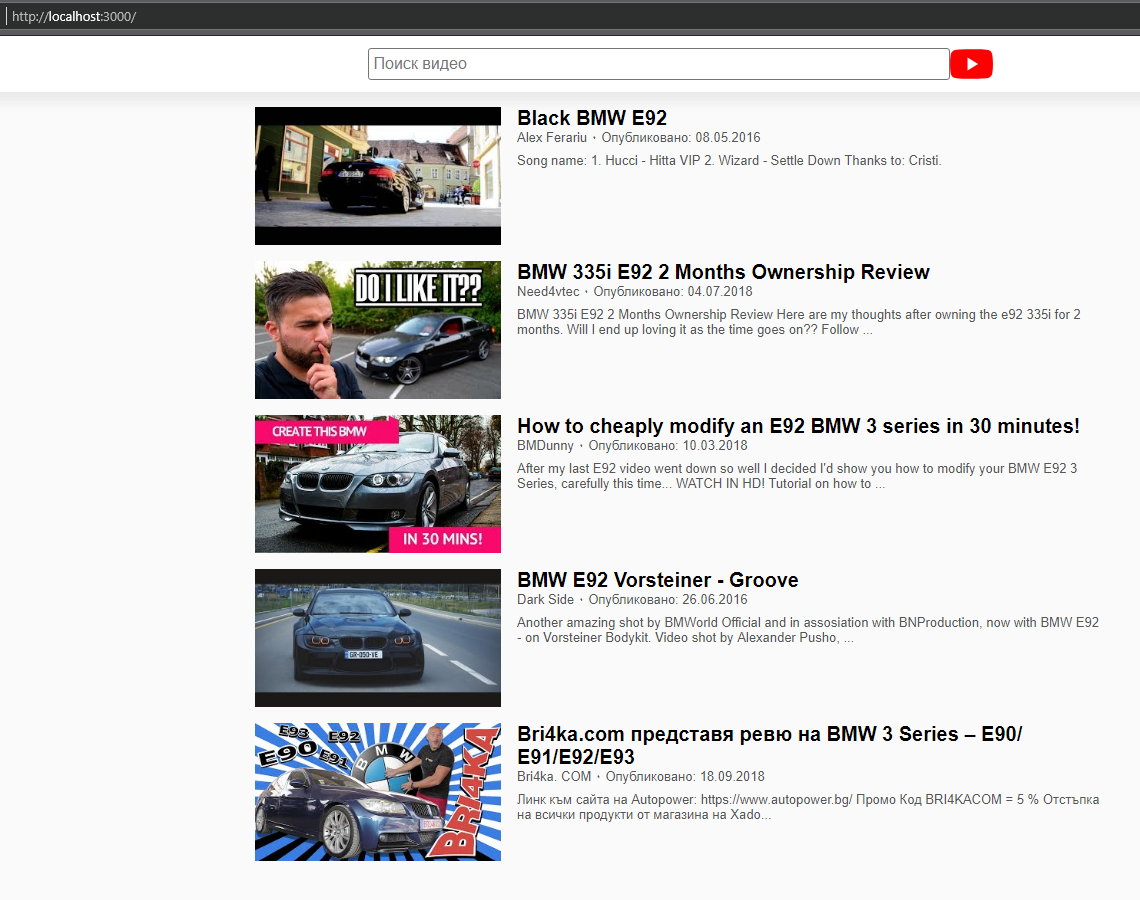 http://localhost:3000/
Поиск видео
Black BMW E92
Alex Ferariu · Опубликовано: 08.05.2016
Song name: 1. Hucci - Hitta VIP 2. Wizard - Settle Down Thanks to: Cristi.
DO I LIKE IT??
BMW 335i E92 2 Months Ownership Review
Need4vtec · Опубликовано: 04.07.2018
BMW 335i E92 2 Months Ownership Review Here are my thoughts after owning the e92 335i for 2
months. Will I end up loving it as the time goes on?? Follow ...
CREATE THIS BMW
IN 30 MINS!
How to cheaply modify an E92 BMW 3 series in 30 minutes!
BMDunny · Опубликовано: 10.03.2018
After my last E92 video went down so well I decided I'd show you how to modify your BMW E92 3
Series, carefully this time... WATCH IN HD! Tutorial on how to ...
GR-050-VE
BMW E92 Vorsteiner - Groove
Dark Side · Опубликовано: 26.06.2016
Another amazing shot by BMWorld Official and in assosiation with BNProduction, now with BMW E92
- on Vorsteiner Bodykit. Video shot by Alexander Pusho, ...
E93
E92
E90
E91
BMW
BRI4KA
Bri4ka.com представя ревю на BMW 3 Series – E90/
E91/E92/E93
Bri4ka. COM · Опубликовано: 18.09.2018
Линк към сайта на Autopower: https://www.autopower.bg/ Промо Код BRI4KACOM = 5 % Отстъпка
на всички продукти от магазина на Xado...